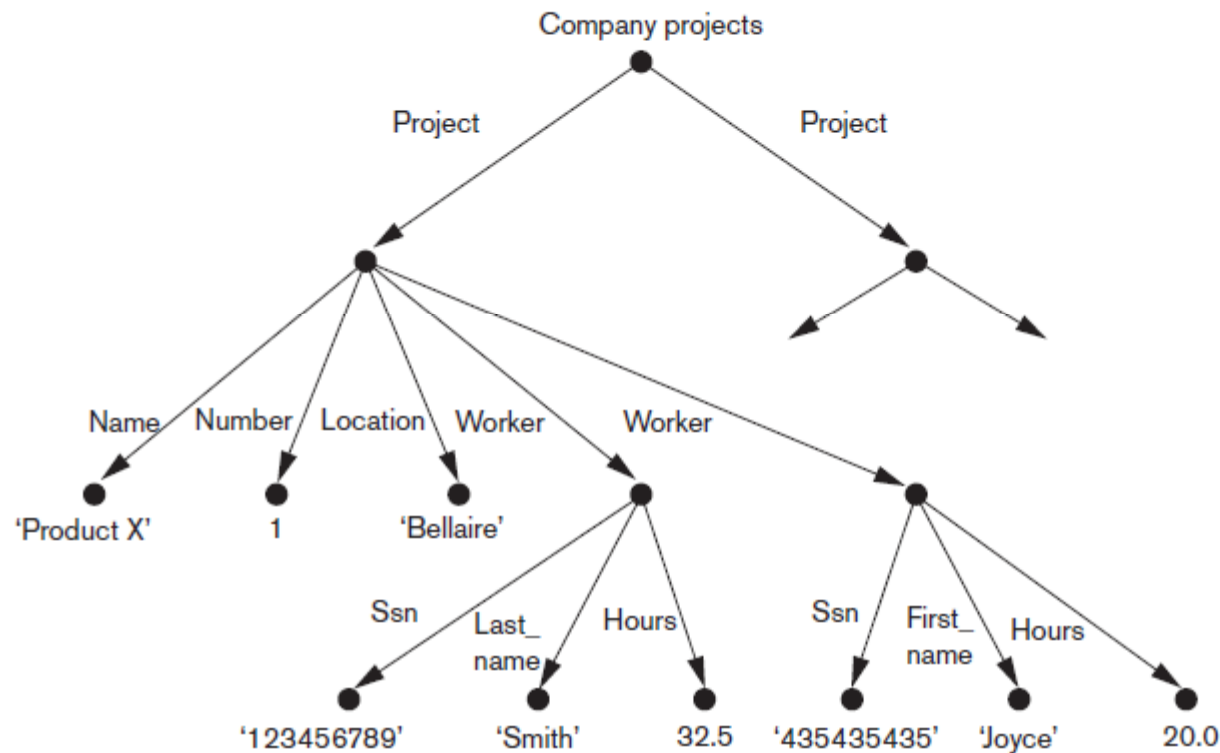 Company projects
Project Project
Name Number Location Worker Worker
‘Product X’ 1 ‘Bellaire’
Ssn Last_ Hours Ssn First_ Hours
name name
‘123456789’ ‘Smith’ 32.5 ‘435435435’ ‘Joyce’ 20.0